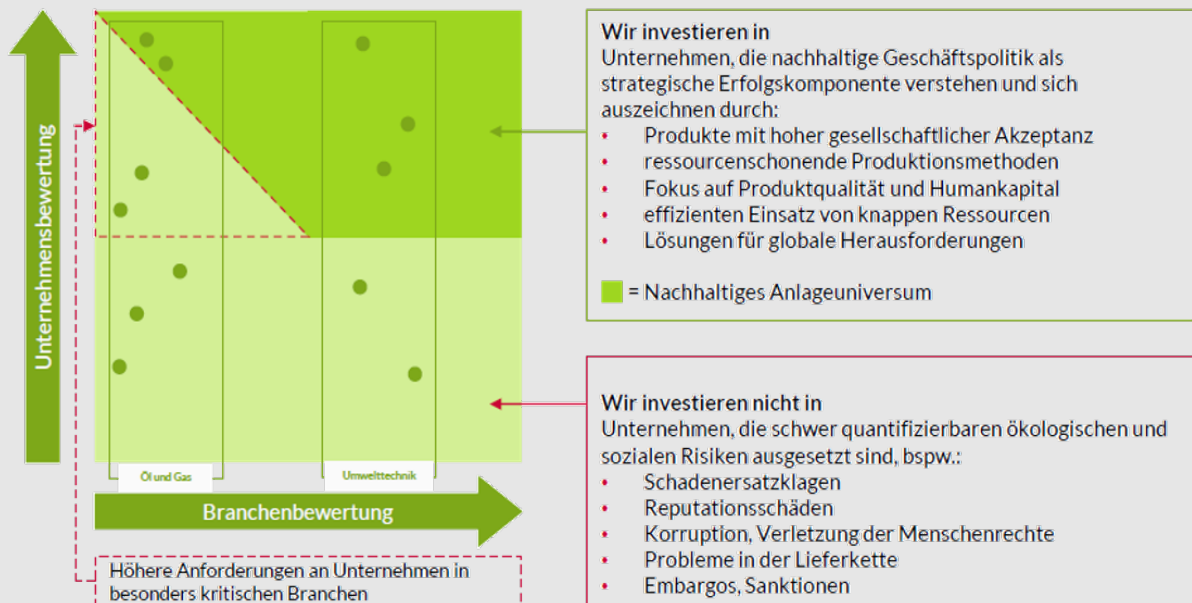 Unternehmensbewertung
Öl und Gas
Umwelttechnik
Branchenbewertung
Höhere Anforderungen an Unternehmen in
besonders kritischen Branchen
Wir investieren in
Unternehmen, die nachhaltige Geschäftspolitik als
strategische Erfolgskomponente verstehen und sich
auszeichnen durch:
• Produkte mit hoher gesellschaftlicher Akzeptanz
• ressourcenschonende Produktionsmethoden
• Fokus auf Produktqualität und Humankapital
• effizienten Einsatz von knappen Ressourcen
• Lösungen für globale Herausforderungen
= Nachhaltiges Anlageuniversum
Wir investieren nicht in
Unternehmen, die schwer quantifizierbaren ökologischen und
sozialen Risiken ausgesetzt sind, bspw.:
• Schadenersatzklagen
• Reputationsschäden
• Korruption, Verletzung der Menschenrechte
• Probleme in der Lieferkette
• Embargos, Sanktionen